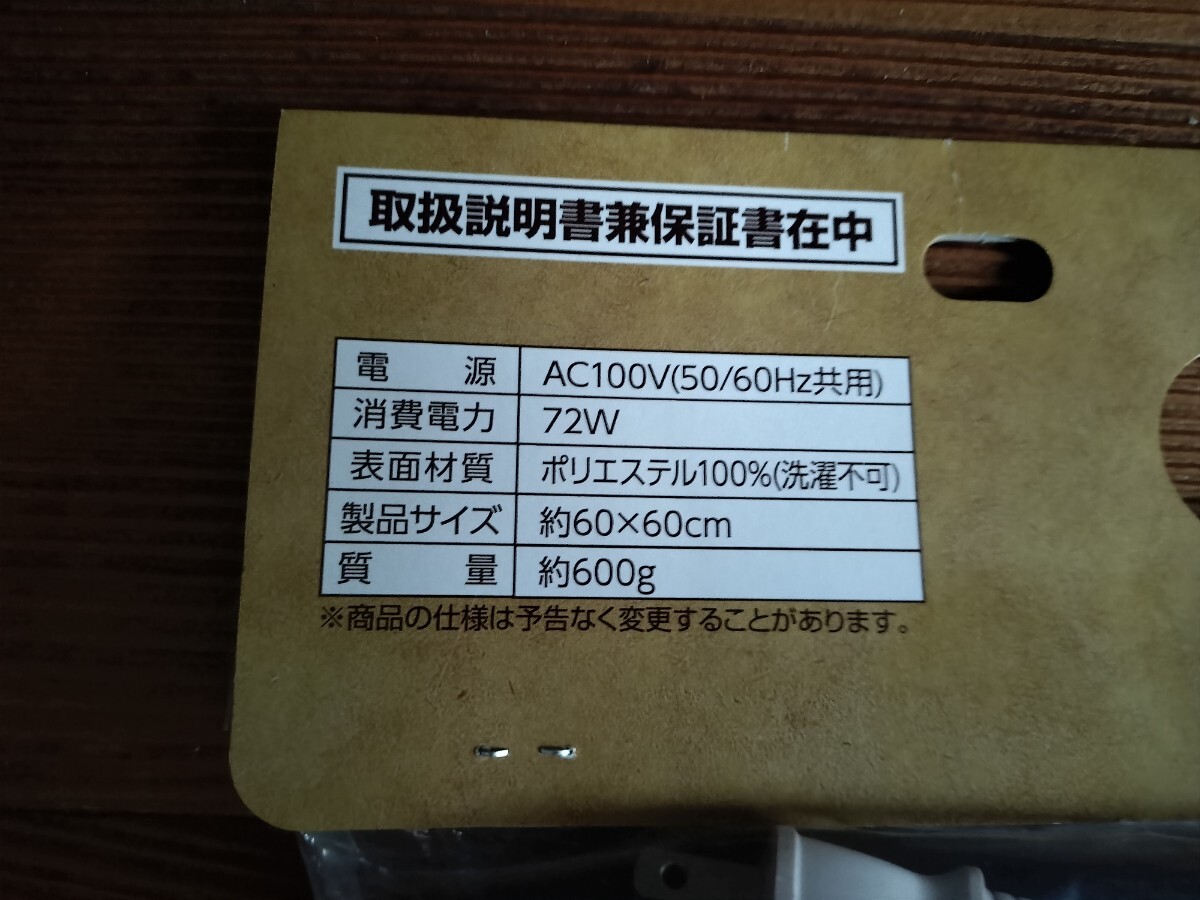 取扱説明書兼保証書在中
電源 AC100V(50/60Hz共用)
消費電力 72W
表面材質 ポリエステル100%(洗濯不可)
製品サイズ 約60×60cm
質量 約600g
※商品の仕様は予告なく変更することがあります。